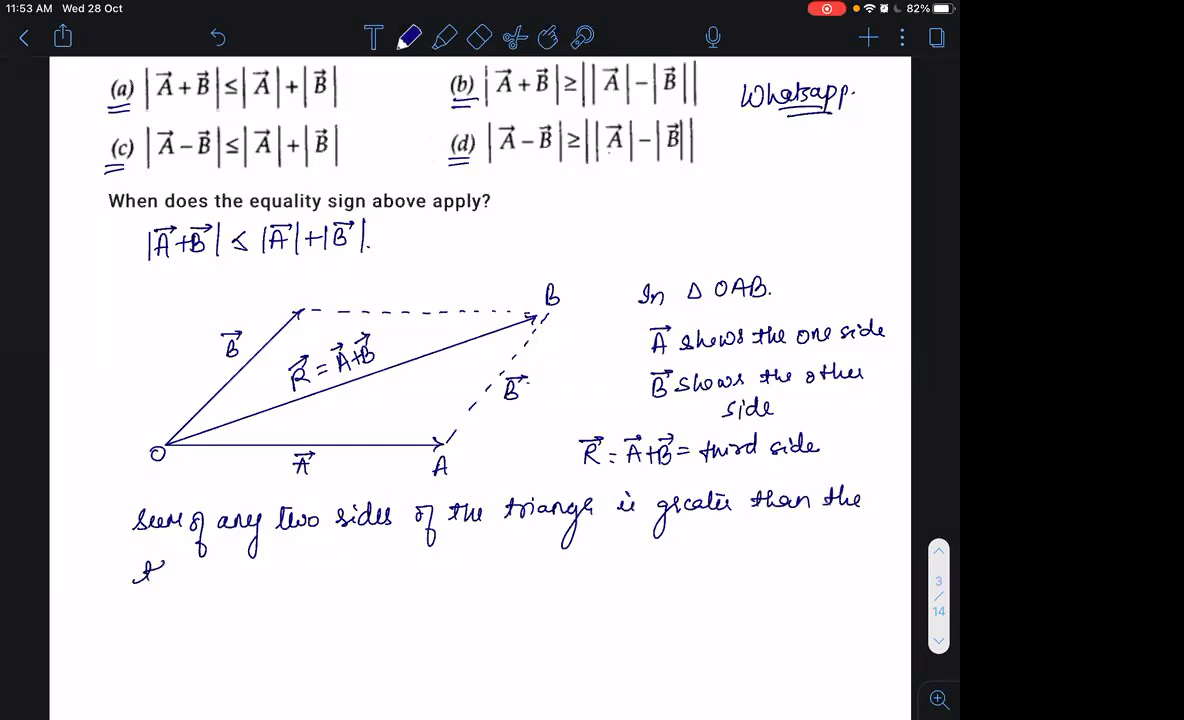 11:53 AM Wed 28 Oct 82%
(a) |A⃗ + B⃗| ≤ |A⃗| + |B⃗| (b) |A⃗ + B⃗| ≥ ||A⃗| − |B⃗||
Whatsapp.
(c) |A⃗ − B⃗| ≤ |A⃗| + |B⃗| (d) |A⃗ − B⃗| ≥ ||A⃗| − |B⃗||
When does the equality sign above apply?
|A⃗+B⃗| ≤ |A⃗|+|B⃗|.
B⃗
R⃗ = A⃗+B⃗
B
B⃗
O
A⃗
A
In Δ OAB.
A⃗ shows the one side
B⃗ shows the other
side
R⃗ = A⃗+B⃗ = third side
Sum of any two sides of the triange is greater than the
t
3
/
14